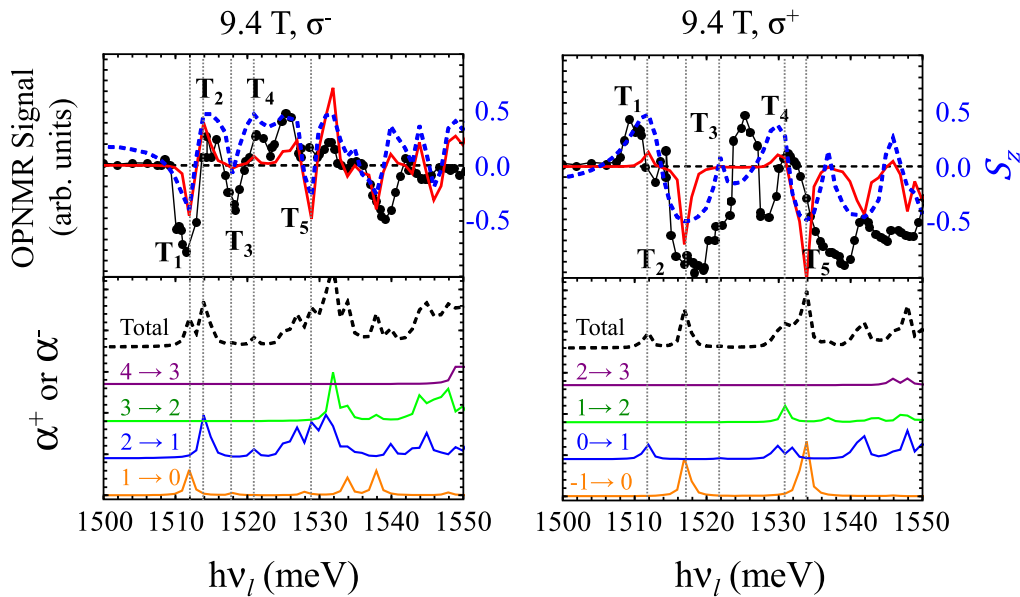 9.4 T, σ⁻
OPNMR Signal
(arb. units)
T₁
T₂
T₃
T₄
T₅
0.5
0.0
-0.5
α⁺ or α⁻
Total
4 → 3
3 → 2
2 → 1
1 → 0
1500 1510 1520 1530 1540 1550
hν_l (meV)
9.4 T, σ⁺
T₁
T₂
T₃
T₄
T₅
0.5
0.0
-0.5
S_z
Total
2 → 3
1 → 2
0 → 1
-1 → 0
1500 1510 1520 1530 1540 1550
hν_l (meV)